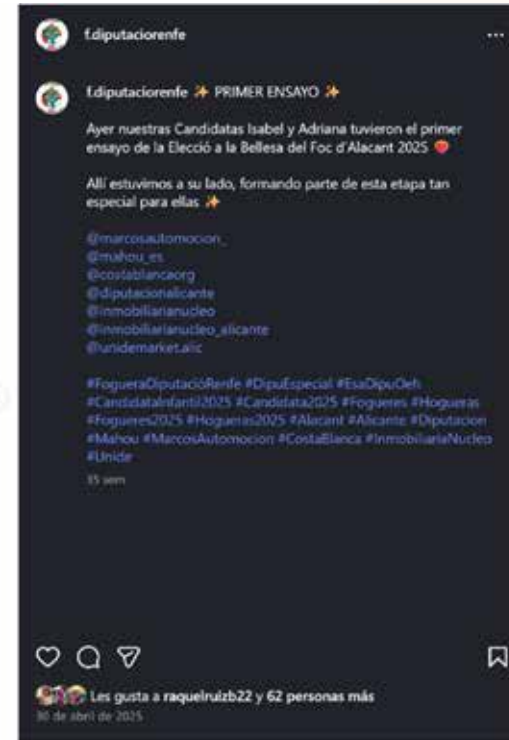 f.diputaciorenfe
f.diputaciorenfe ✨ PRIMER ENSAYO ✨
Ayer nuestras Candidatas Isabel y Adriana tuvieron el primer
ensayo de la Elecció a la Bellesa del Foc d'Alacant 2025 ❤️
Allí estuvimos a su lado, formando parte de esta etapa tan
especial para ellas ✨
@marcosautomocion_
@mahou_es
@costablancaorg
@diputacionalicante
@inmobiliarianucleo
@inmobiliarianucleo_alicante
@unidemarket.alic
#FogueraDiputacióRenfe #DipuEspecial #EsaDipuOeh
#CandidataInfantil2025 #Candidata2025 #Fogueres #Hogueras
#Fogueres2025 #Hogueras2025 #Alacant #Alicante #Diputacion
#Mahou #MarcosAutomocion #CostaBlanca #InmobiliariaNucleo
#Unide
35 sem
Les gusta a raquelruizb22 y 62 personas más
30 de abril de 2025